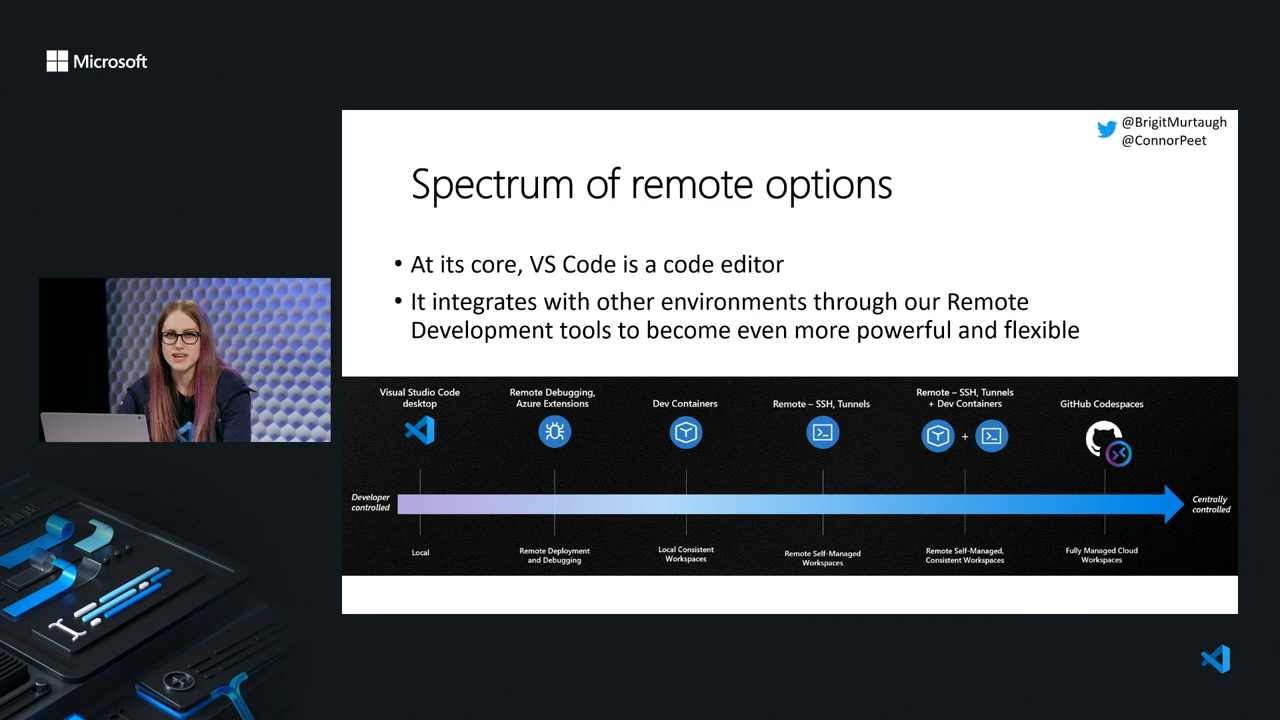 Microsoft
@BrigitMurtaugh
@ConnorPeet
Spectrum of remote options
• At its core, VS Code is a code editor
• It integrates with other environments through our Remote
Development tools to become even more powerful and flexible
Visual Studio Code
desktop
Remote Debugging,
Azure Extensions
Dev Containers
Remote – SSH, Tunnels
Remote – SSH, Tunnels
+ Dev Containers
GitHub Codespaces
+
Developer
controlled
Centrally
controlled
Local
Remote Deployment
and Debugging
Local Consistent
Workspaces
Remote Self-Managed
Workspaces
Remote Self-Managed,
Consistent Workspaces
Fully Managed Cloud
Workspaces